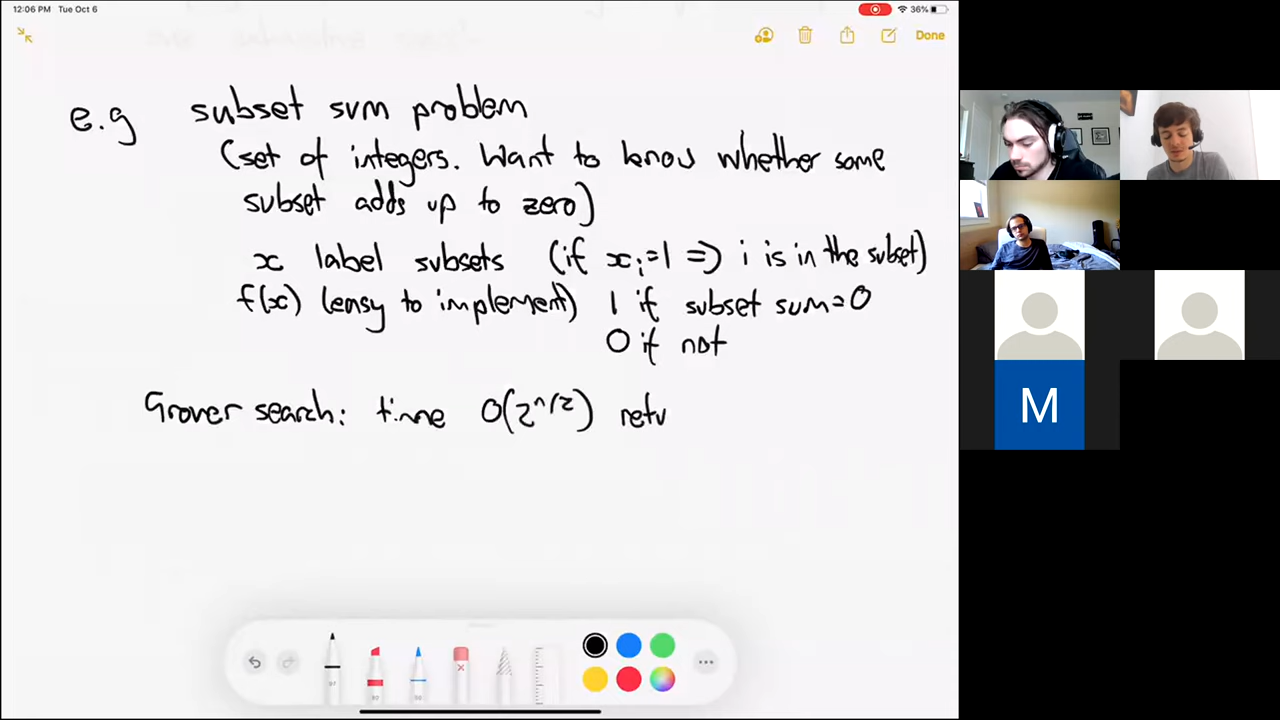 12:06 PM Tue Oct 6
36%
Done
e.g subset sum problem
(set of integers. Want to know whether some
subset adds up to zero)
x label subsets (if xᵢ=1 => i is in the subset)
f(x) (easy to implement) 1 if subset sum=0
0 if not
Grover search: time O(2^n/2) retu
M